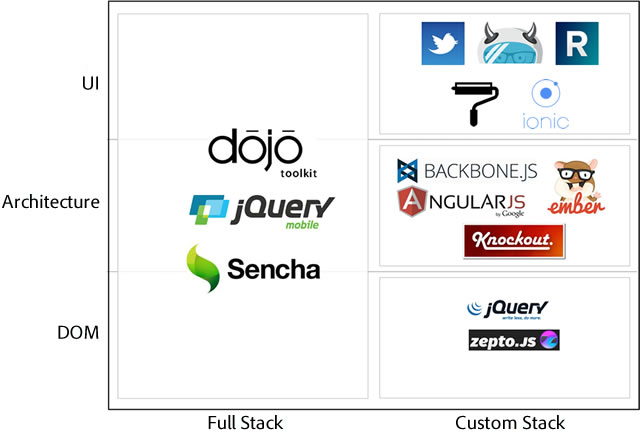 UI
R
ionic
dōjō
toolkit
Architecture
BACKBONE.JS
jQuery
mobile
ANGULARJS
by Google
ember
Knockout.
Sencha
DOM
jQuery
write less, do more.
zepto.JS
Full Stack
Custom Stack